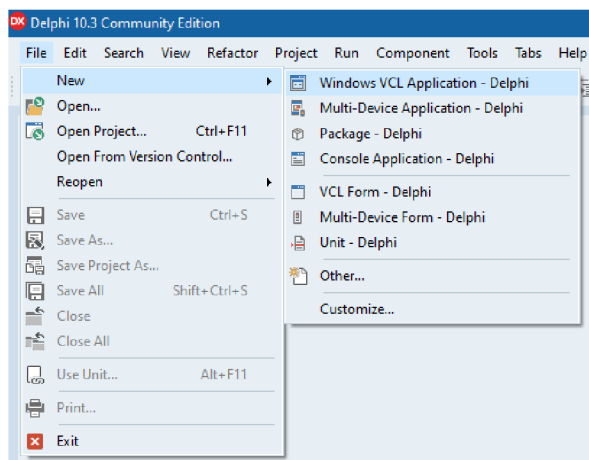 DX Delphi 10.3 Community Edition
File Edit Search View Refactor Project Run Component Tools Tabs Help
New
Open...
Open Project... Ctrl+F11
Open From Version Control...
Reopen
Save Ctrl+S
Save As...
Save Project As...
Save All Shift+Ctrl+S
Close
Close All
Use Unit... Alt+F11
Print...
Exit
Windows VCL Application - Delphi
Multi-Device Application - Delphi
Package - Delphi
Console Application - Delphi
VCL Form - Delphi
Multi-Device Form - Delphi
Unit - Delphi
Other...
Customize...